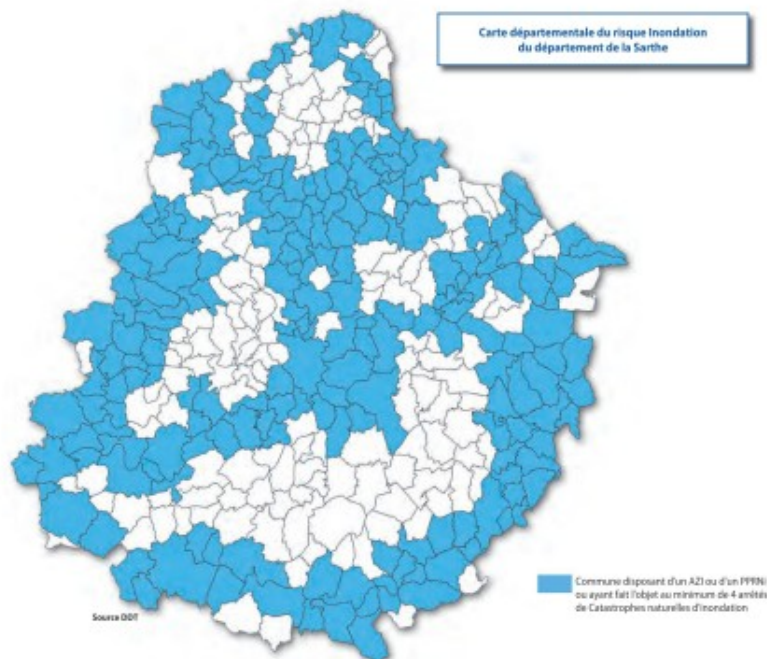 Carte départementale du risque Inondation
du département de la Sarthe
Commune disposant d'un AZI ou d'un PPRNi
ou ayant fait l'objet au minimum de 4 arrêtés
de Catastrophes naturelles d'inondation
Source DDT